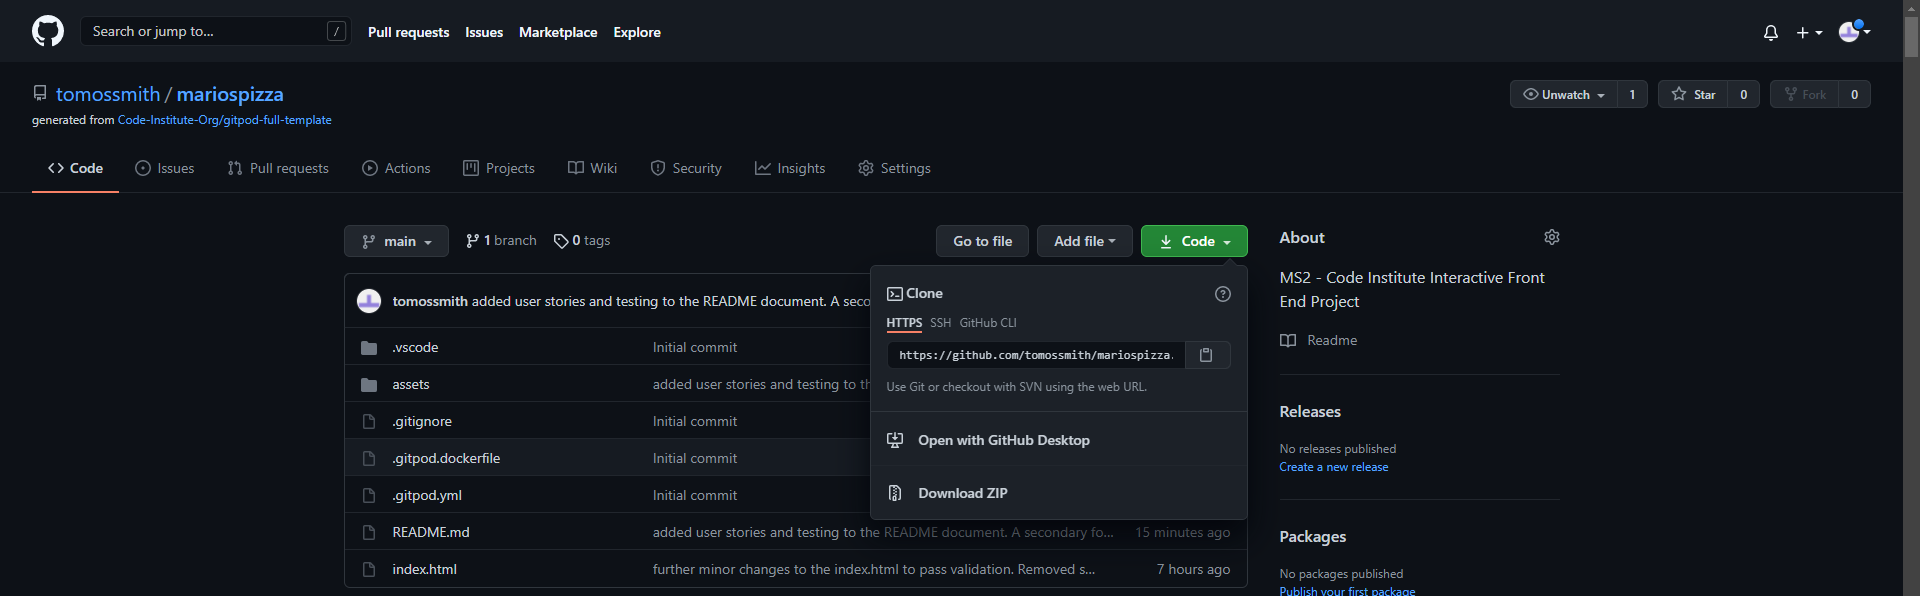 Search or jump to... /
Pull requests Issues Marketplace Explore
tomossmith / mariospizza
generated from Code-Institute-Org/gitpod-full-template
Unwatch 1 Star 0 Fork 0
Code Issues Pull requests Actions Projects Wiki Security Insights Settings
main 1 branch 0 tags Go to file Add file Code
tomossmith added user stories and testing to the README document. A seco
.vscode Initial commit
assets added user stories and testing to th
.gitignore Initial commit
.gitpod.dockerfile Initial commit
.gitpod.yml Initial commit
README.md added user stories and testing to the README document. A secondary fo... 15 minutes ago
index.html further minor changes to the index.html to pass validation. Removed s... 7 hours ago
Clone
HTTPS SSH GitHub CLI
https://github.com/tomossmith/mariospizza.
Use Git or checkout with SVN using the web URL.
Open with GitHub Desktop
Download ZIP
About
MS2 - Code Institute Interactive Front
End Project
Readme
Releases
No releases published
Create a new release
Packages
No packages published
Publish your first package